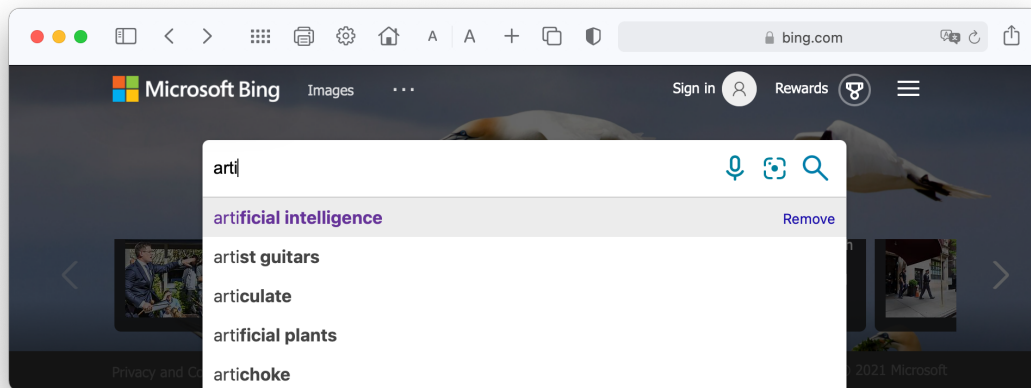 A A
bing.com
Microsoft Bing Images ... Sign in Rewards
arti
artificial intelligence Remove
artist guitars
articulate
artificial plants
artichoke
Privacy and Co 2021 Microsoft